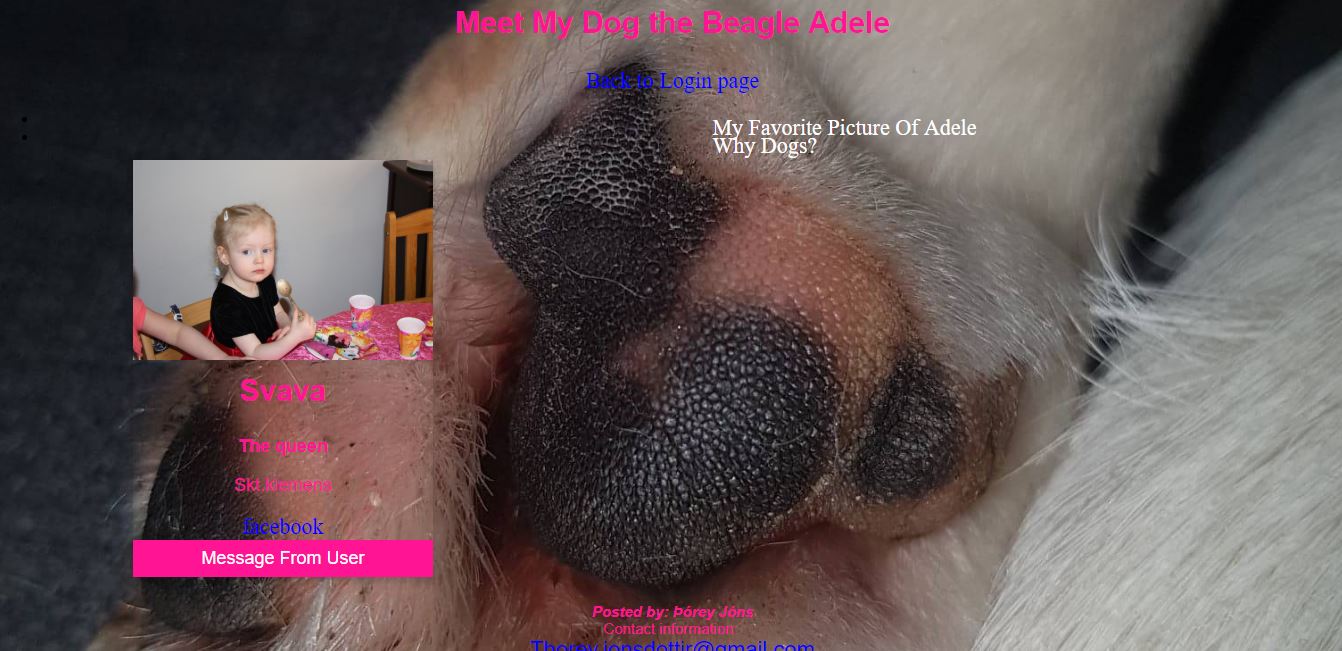 Meet My Dog the Beagle Adele
Back to Login page
My Favorite Picture Of Adele
Why Dogs?
Svava
The queen
Skt.klemens
facebook
Message From User
Posted by: Þórey Jóns
Contact information
Thorey.jonsdottir@gmail.com